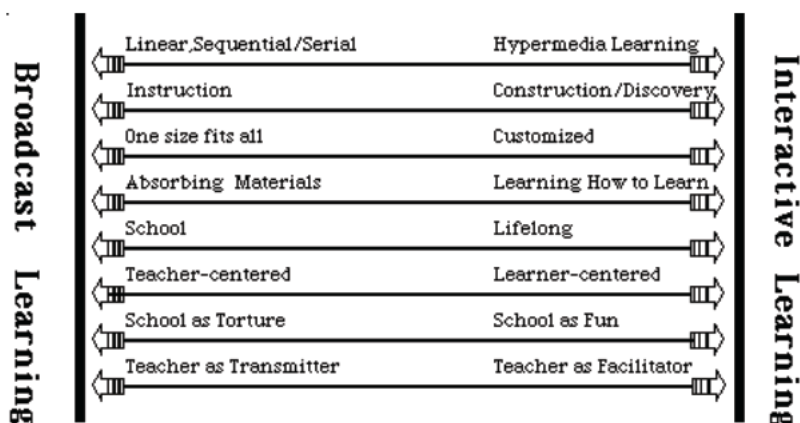 Broadcast Learning
Linear,Sequential/Serial Hypermedia Learning
Instruction Construction/Discovery
One size fits all Customized
Absorbing Materials Learning How to Learn
School Lifelong
Teacher-centered Learner-centered
School as Torture School as Fun
Teacher as Transmitter Teacher as Facilitator
Interactive Learning